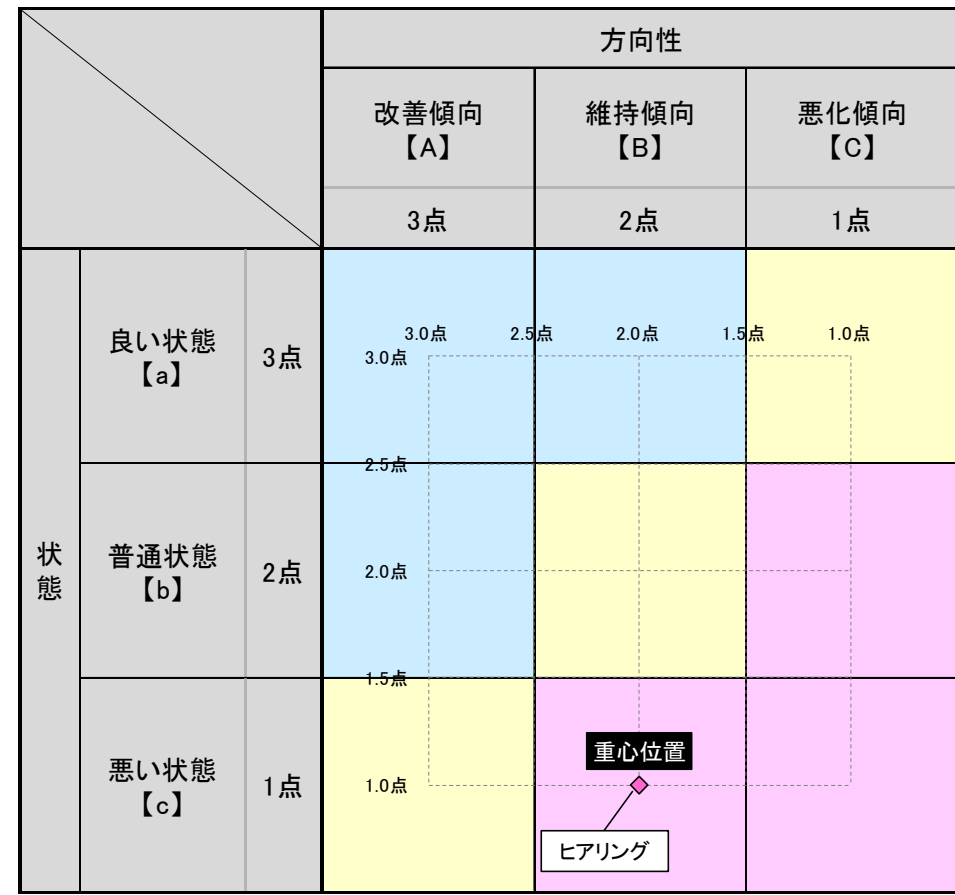 方向性
改善傾向
【A】
維持傾向
【B】
悪化傾向
【C】
3点
2点
1点
状態
良い状態
【a】
3点
普通状態
【b】
2点
悪い状態
【c】
1点
3.0点
2.5点
2.0点
1.5点
1.0点
3.0点
2.5点
2.0点
1.5点
1.0点
重心位置
ヒアリング